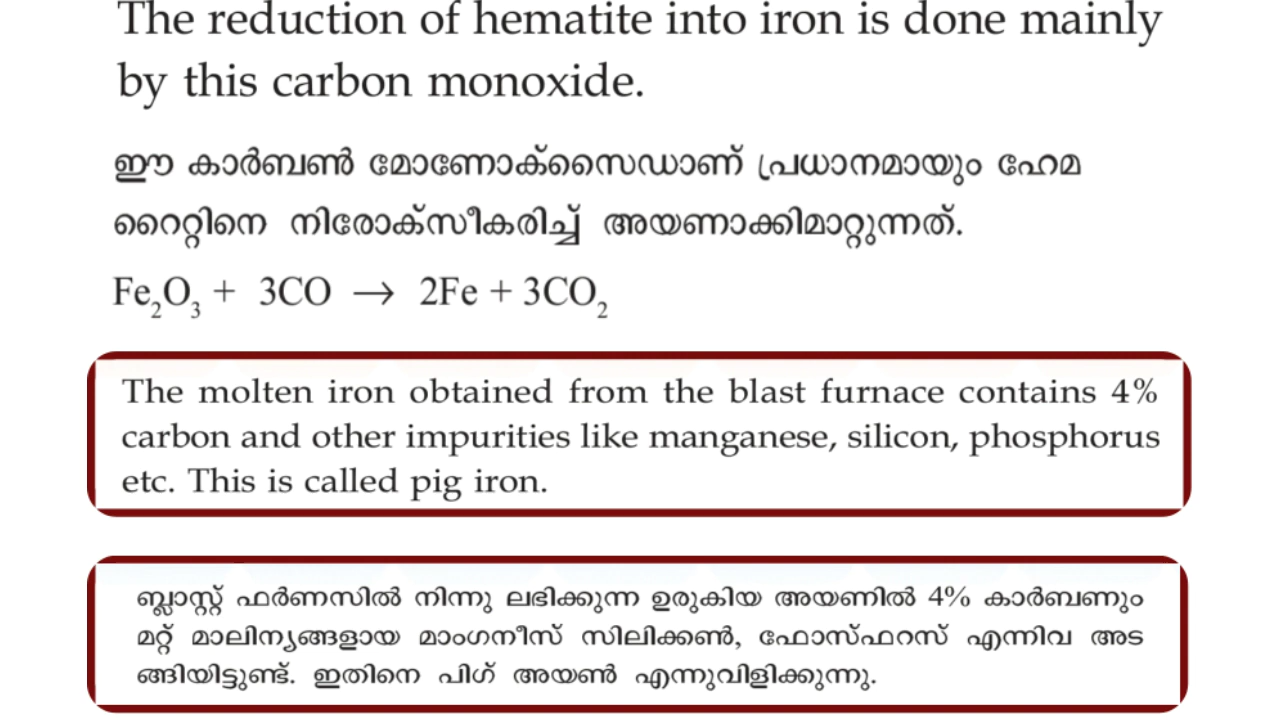 The reduction of hematite into iron is done mainly
by this carbon monoxide.
ഈ കാർബൺ മോണോക്സൈഡാണ് പ്രധാനമായും ഹേമ
റ്റൈറ്റിനെ നിരോക്സീകരിച്ച് അയണാക്കിമാറ്റുന്നത്.
Fe₂O₃ + 3CO → 2Fe + 3CO₂
The molten iron obtained from the blast furnace contains 4%
carbon and other impurities like manganese, silicon, phosphorus
etc. This is called pig iron.
ബ്ലാസ്റ്റ് ഫർണസിൽ നിന്നു ലഭിക്കുന്ന ഉരുകിയ അയണിൽ 4% കാർബണും
മറ്റ് മാലിന്യങ്ങളായ മാംഗനീസ് സിലിക്കൺ, ഫോസ്ഫറസ് എന്നിവ അട
ങ്ങിയിട്ടുണ്ട്. ഇതിനെ പിഗ് അയൺ എന്നുവിളിക്കുന്നു.